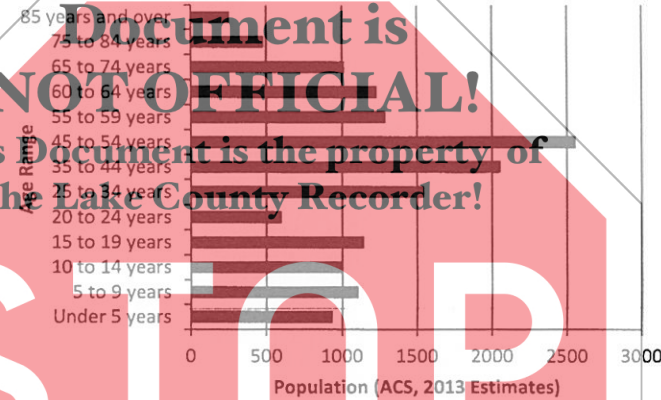 85 years and over
Document is
75 to 84 years
65 to 74 years
NOT OFFICIAL!
60 to 64 years
55 to 59 years
45 to 54 years
Document is the property of
35 to 44 years
25 to 34 years
the Lake County Recorder!
20 to 24 years
15 to 19 years
10 to 14 years
5 to 9 years
Under 5 years
Age Range
STOP
0 500 1000 1500 2000 2500 3000
Population (ACS, 2013 Estimates)